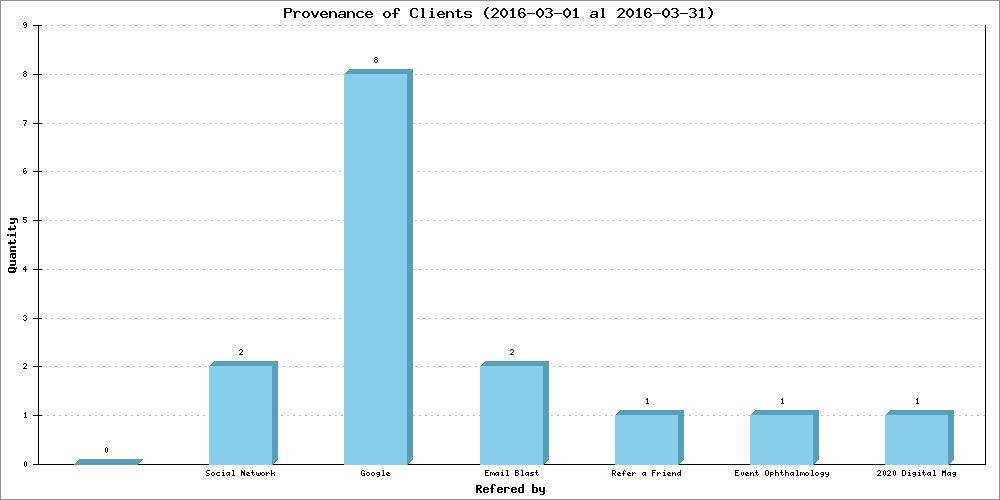 Provenance of Clients (2016-03-01 al 2016-03-31)
9
8
7
6
5
4
3
2
1
0
Quantity
0
2
8
2
1
1
1
Social Network
Google
Email Blast
Refer a Friend
Event Ophthalmology
2020 Digital Mag
Refered by